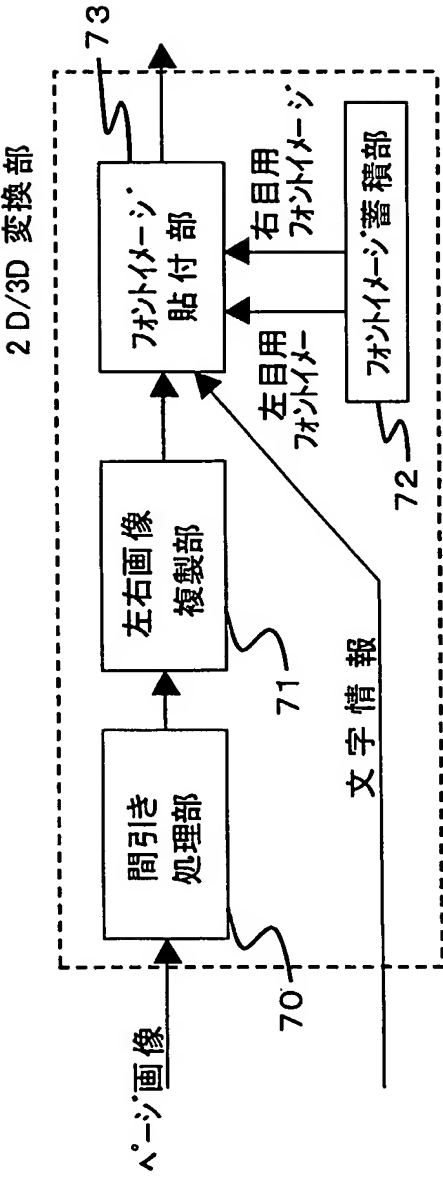 2D/3D 変換部
ページ画像
間引き
処理部
70
左右画像
複製部
71
フォントイメージ
貼付部
73
左目用
フォントイメー
右目用
フォントイメージ
フォントイメージ蓄積部
72
文字情報